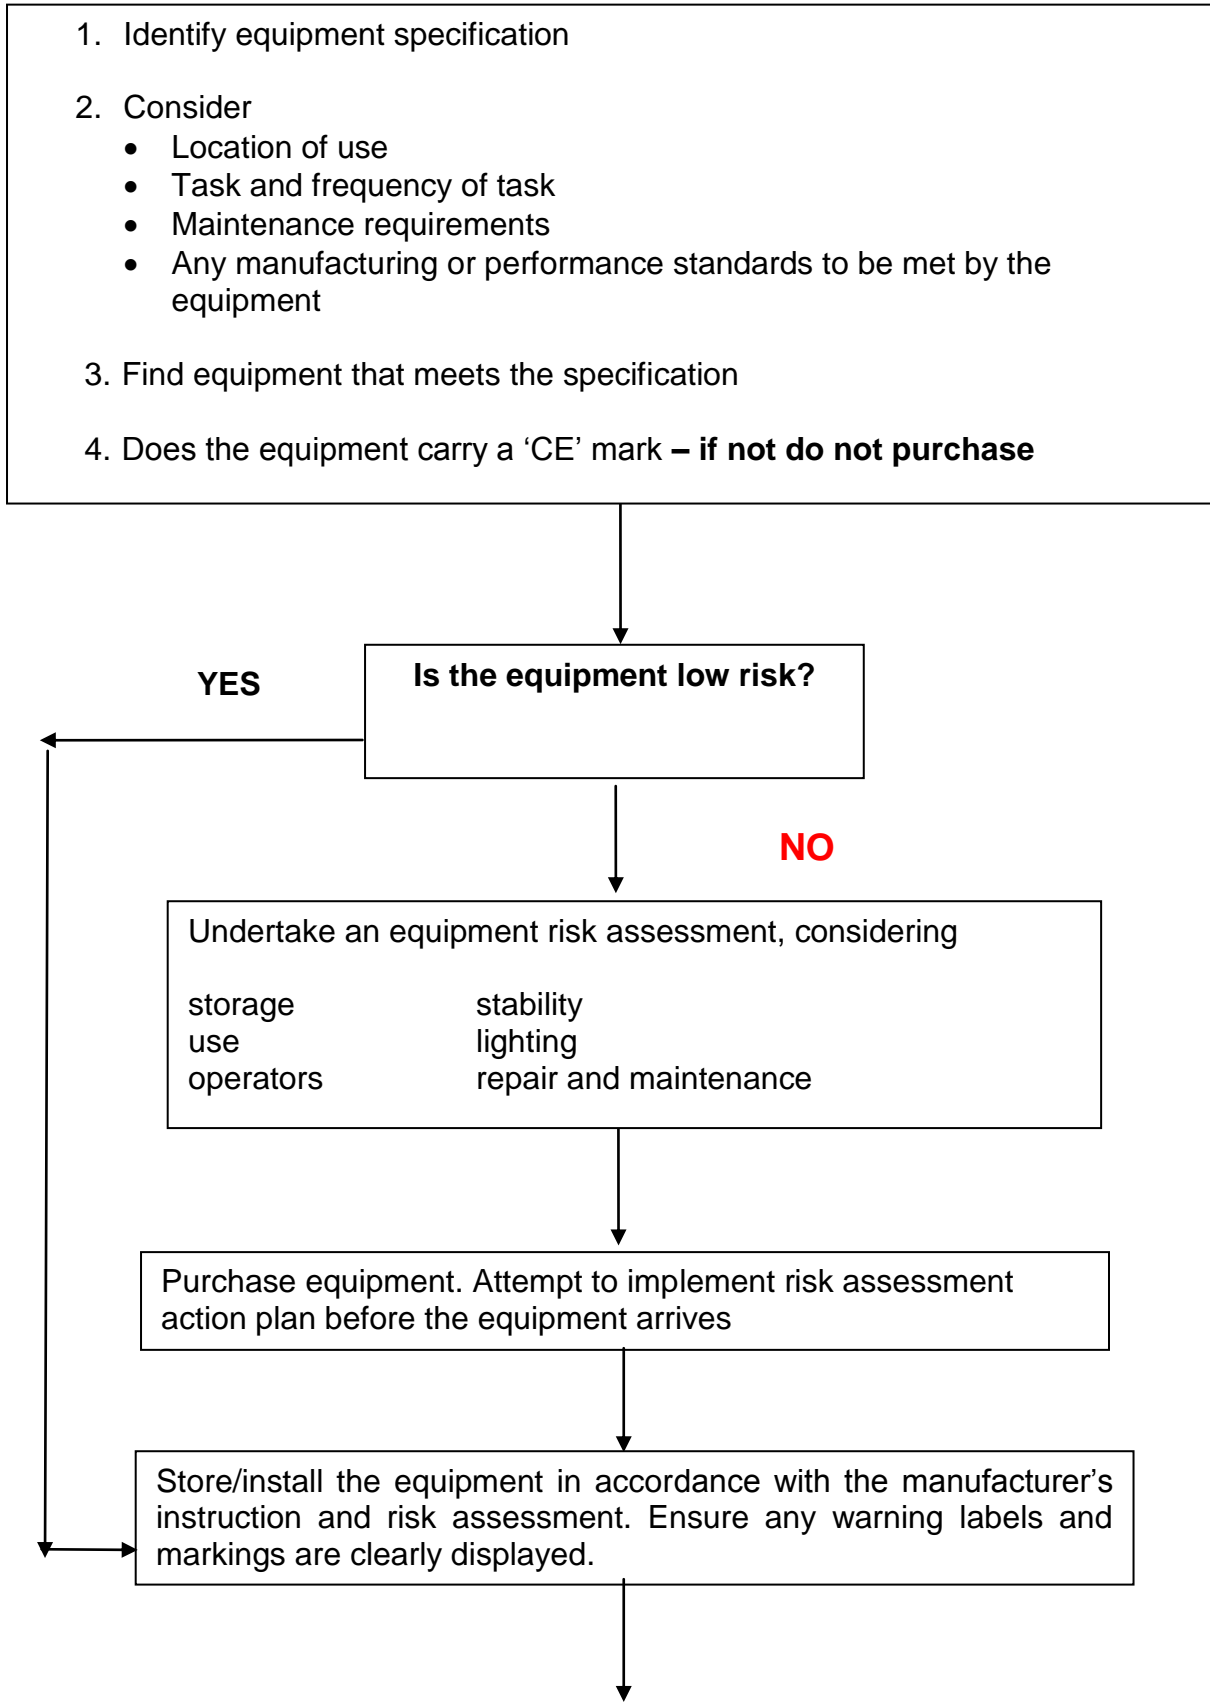 1. Identify equipment specification
2. Consider
• Location of use
• Task and frequency of task
• Maintenance requirements
• Any manufacturing or performance standards to be met by the
equipment
3. Find equipment that meets the specification
4. Does the equipment carry a ‘CE’ mark – if not do not purchase
YES
Is the equipment low risk?
NO
Undertake an equipment risk assessment, considering
storage stability
use lighting
operators repair and maintenance
Purchase equipment. Attempt to implement risk assessment
action plan before the equipment arrives
Store/install the equipment in accordance with the manufacturer’s
instruction and risk assessment. Ensure any warning labels and
markings are clearly displayed.